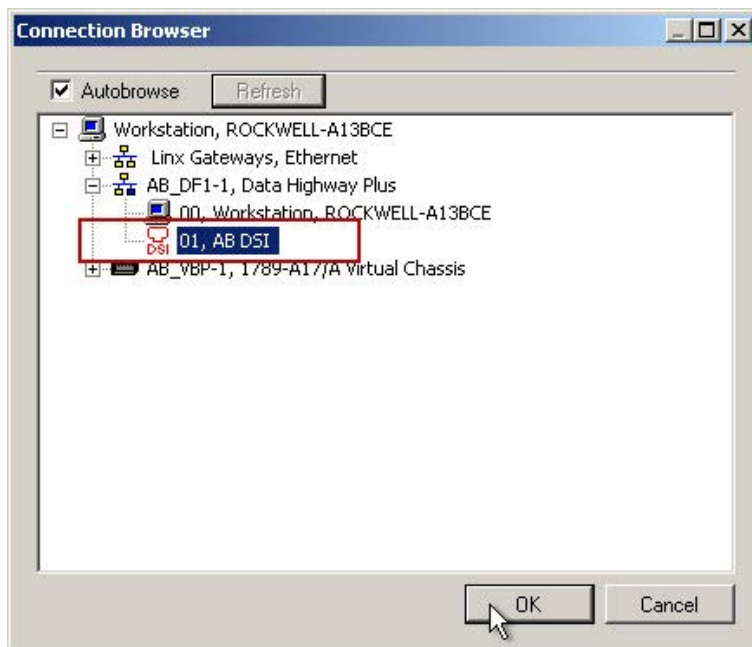 Connection Browser
Autobrowse Refresh
Workstation, ROCKWELL-A13BCE
Linx Gateways, Ethernet
AB_DF1-1, Data Highway Plus
00, Workstation, ROCKWELL-A13BCE
DSI 01, AB DSI
AB_VBP-1, 1789-A17/A Virtual Chassis
OK Cancel